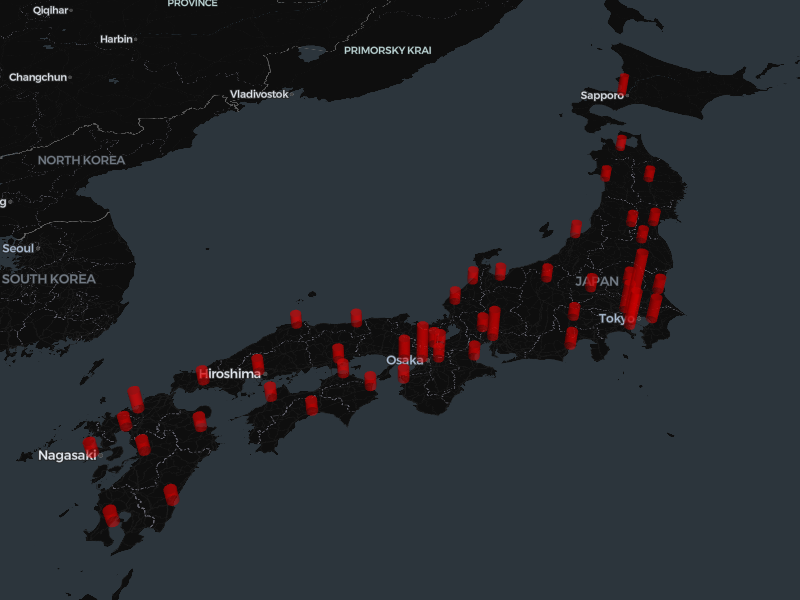 PROVINCE
Qiqihar
Harbin
PRIMORSKY KRAI
Changchun
Vladivostok
Sapporo
NORTH KOREA
g
Seoul
SOUTH KOREA
JAPAN
Tokyo
Osaka
Hiroshima
Nagasaki